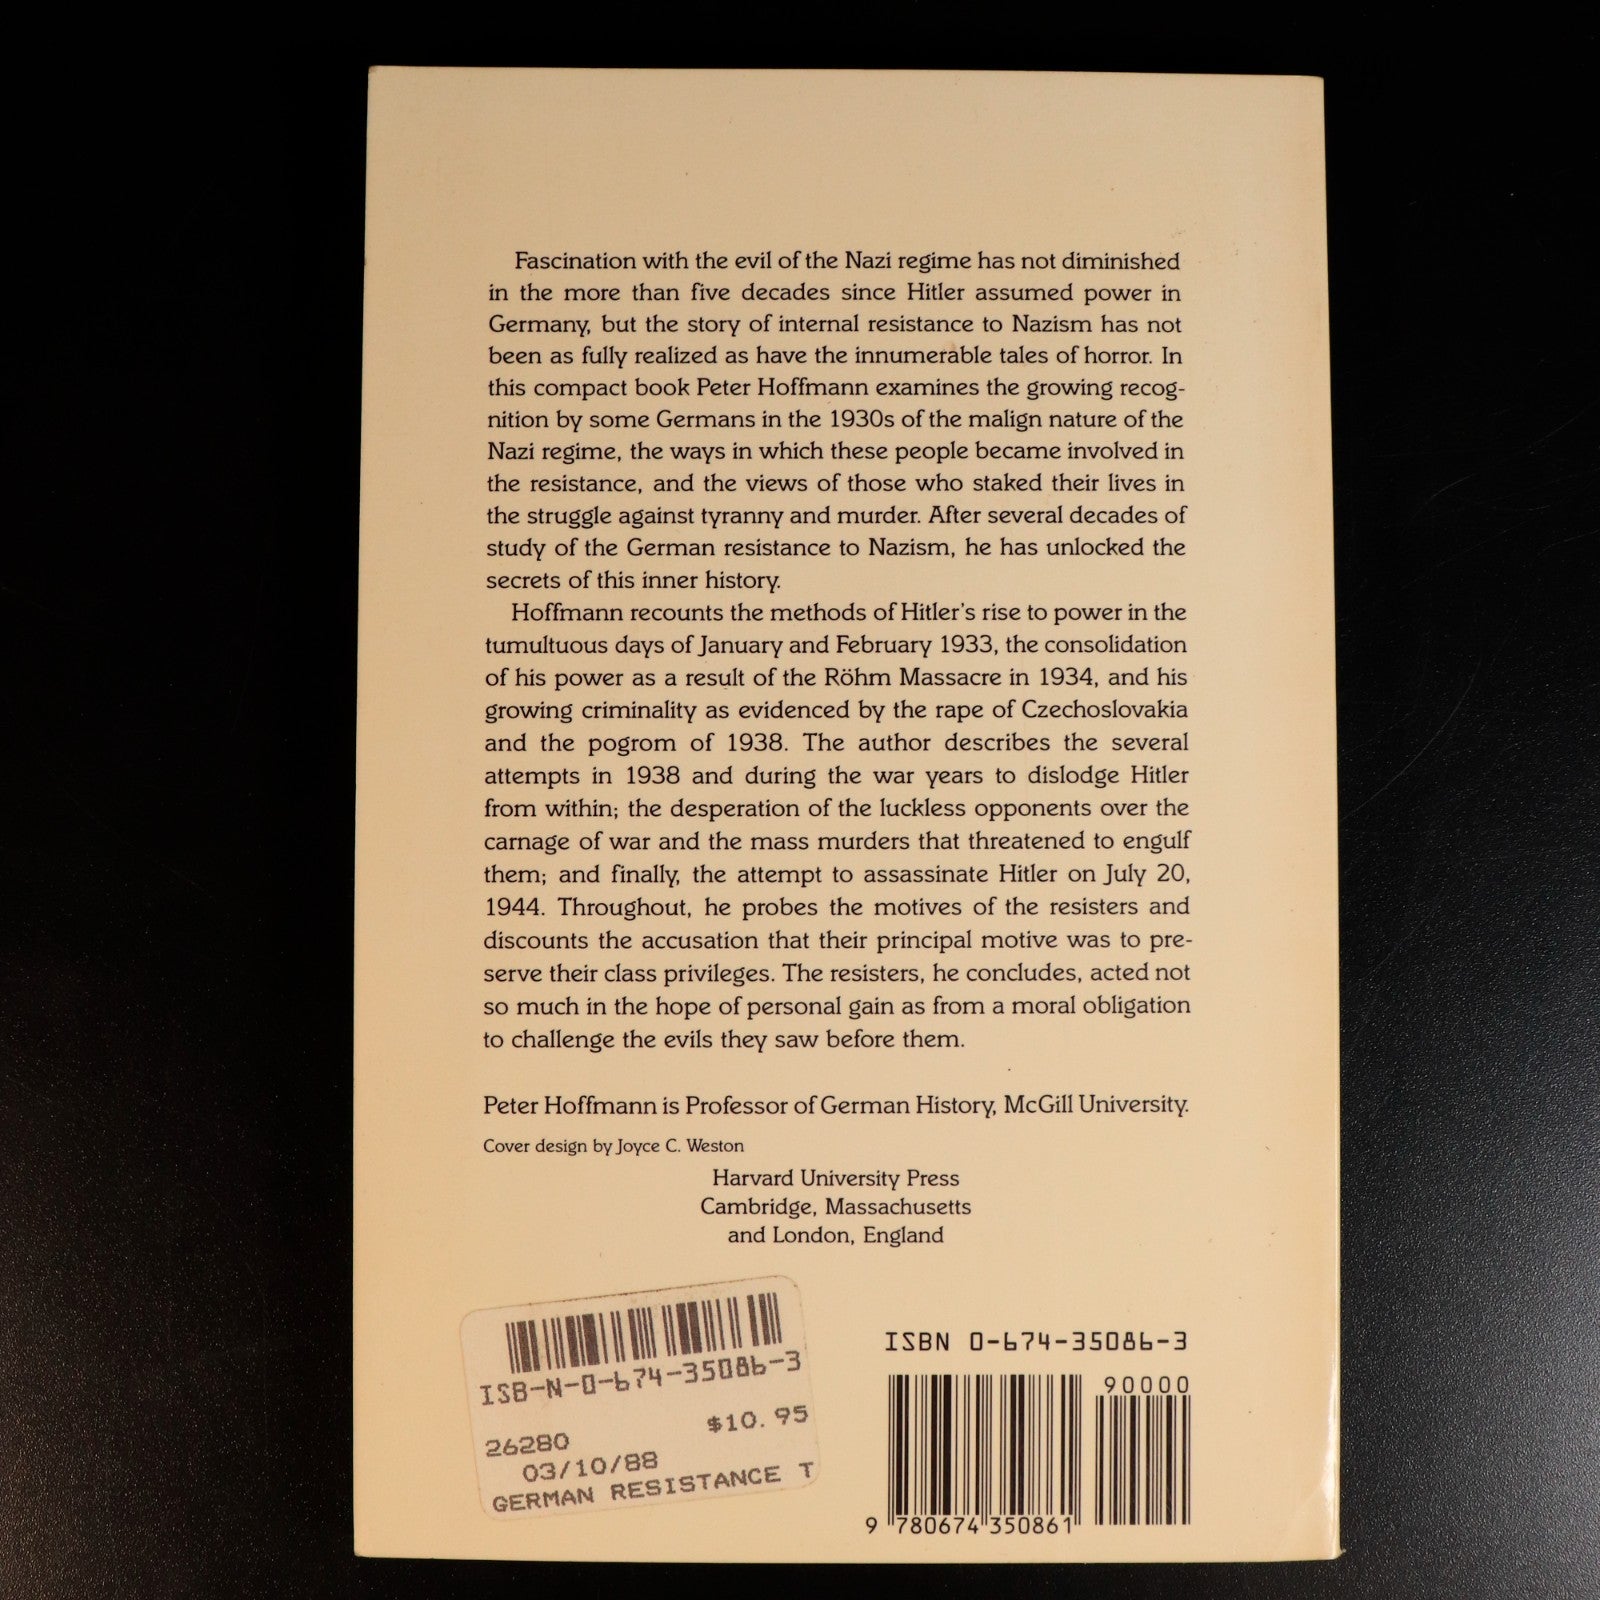 Fascination with the evil of the Nazi regime has not diminished
in the more than five decades since Hitler assumed power in
Germany, but the story of internal resistance to Nazism has not
been as fully realized as have the innumerable tales of horror. In
this compact book Peter Hoffmann examines the growing recog-
nition by some Germans in the 1930s of the malign nature of the
Nazi regime, the ways in which these people became involved in
the resistance, and the views of those who staked their lives in
the struggle against tyranny and murder. After several decades of
study of the German resistance to Nazism, he has unlocked the
secrets of this inner history.
Hoffmann recounts the methods of Hitler's rise to power in the
tumultuous days of January and February 1933, the consolidation
of his power as a result of the Röhm Massacre in 1934, and his
growing criminality as evidenced by the rape of Czechoslovakia
and the pogrom of 1938. The author describes the several
attempts in 1938 and during the war years to dislodge Hitler
from within; the desperation of the luckless opponents over the
carnage of war and the mass murders that threatened to engulf
them; and finally, the attempt to assassinate Hitler on July 20,
1944. Throughout, he probes the motives of the resisters and
discounts the accusation that their principal motive was to pre-
serve their class privileges. The resisters, he concludes, acted not
so much in the hope of personal gain as from a moral obligation
to challenge the evils they saw before them.
Peter Hoffmann is Professor of German History, McGill University.
Cover design by Joyce C. Weston
Harvard University Press
Cambridge, Massachusetts
and London, England
ISB-N-0-674-35086-3
$10.95
26280
03/10/88
GERMAN RESISTANCE T
ISBN 0-674-35086-3
90000
9 780674 350861